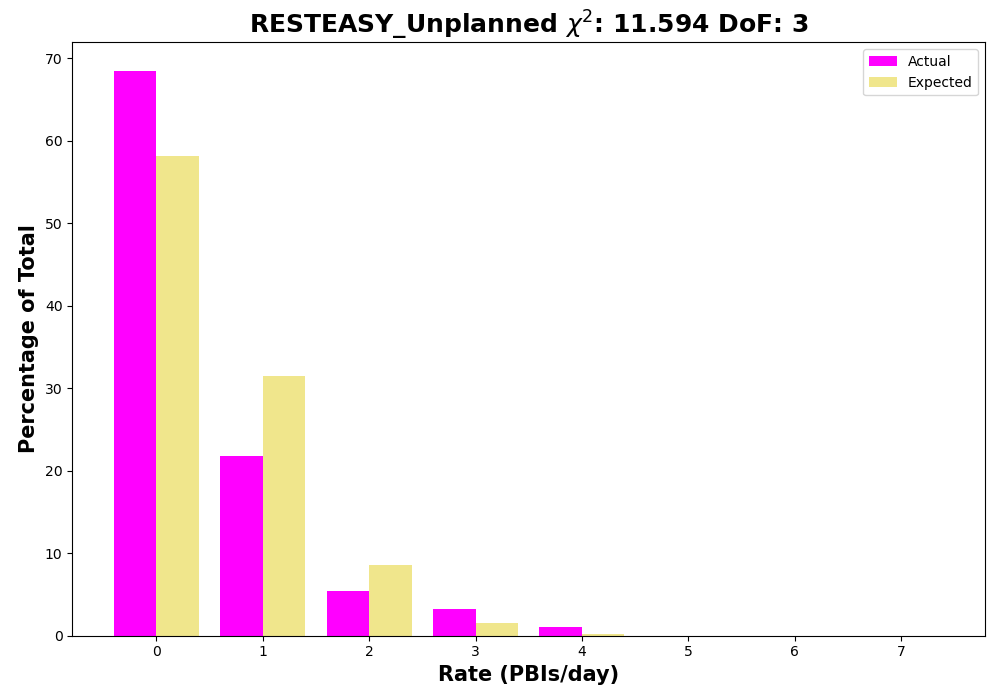 RESTEASY_Unplanned χ²: 11.594 DoF: 3
Actual
Expected
Percentage of Total
70
60
50
40
30
20
10
0
0 1 2 3 4 5 6 7
Rate (PBIs/day)